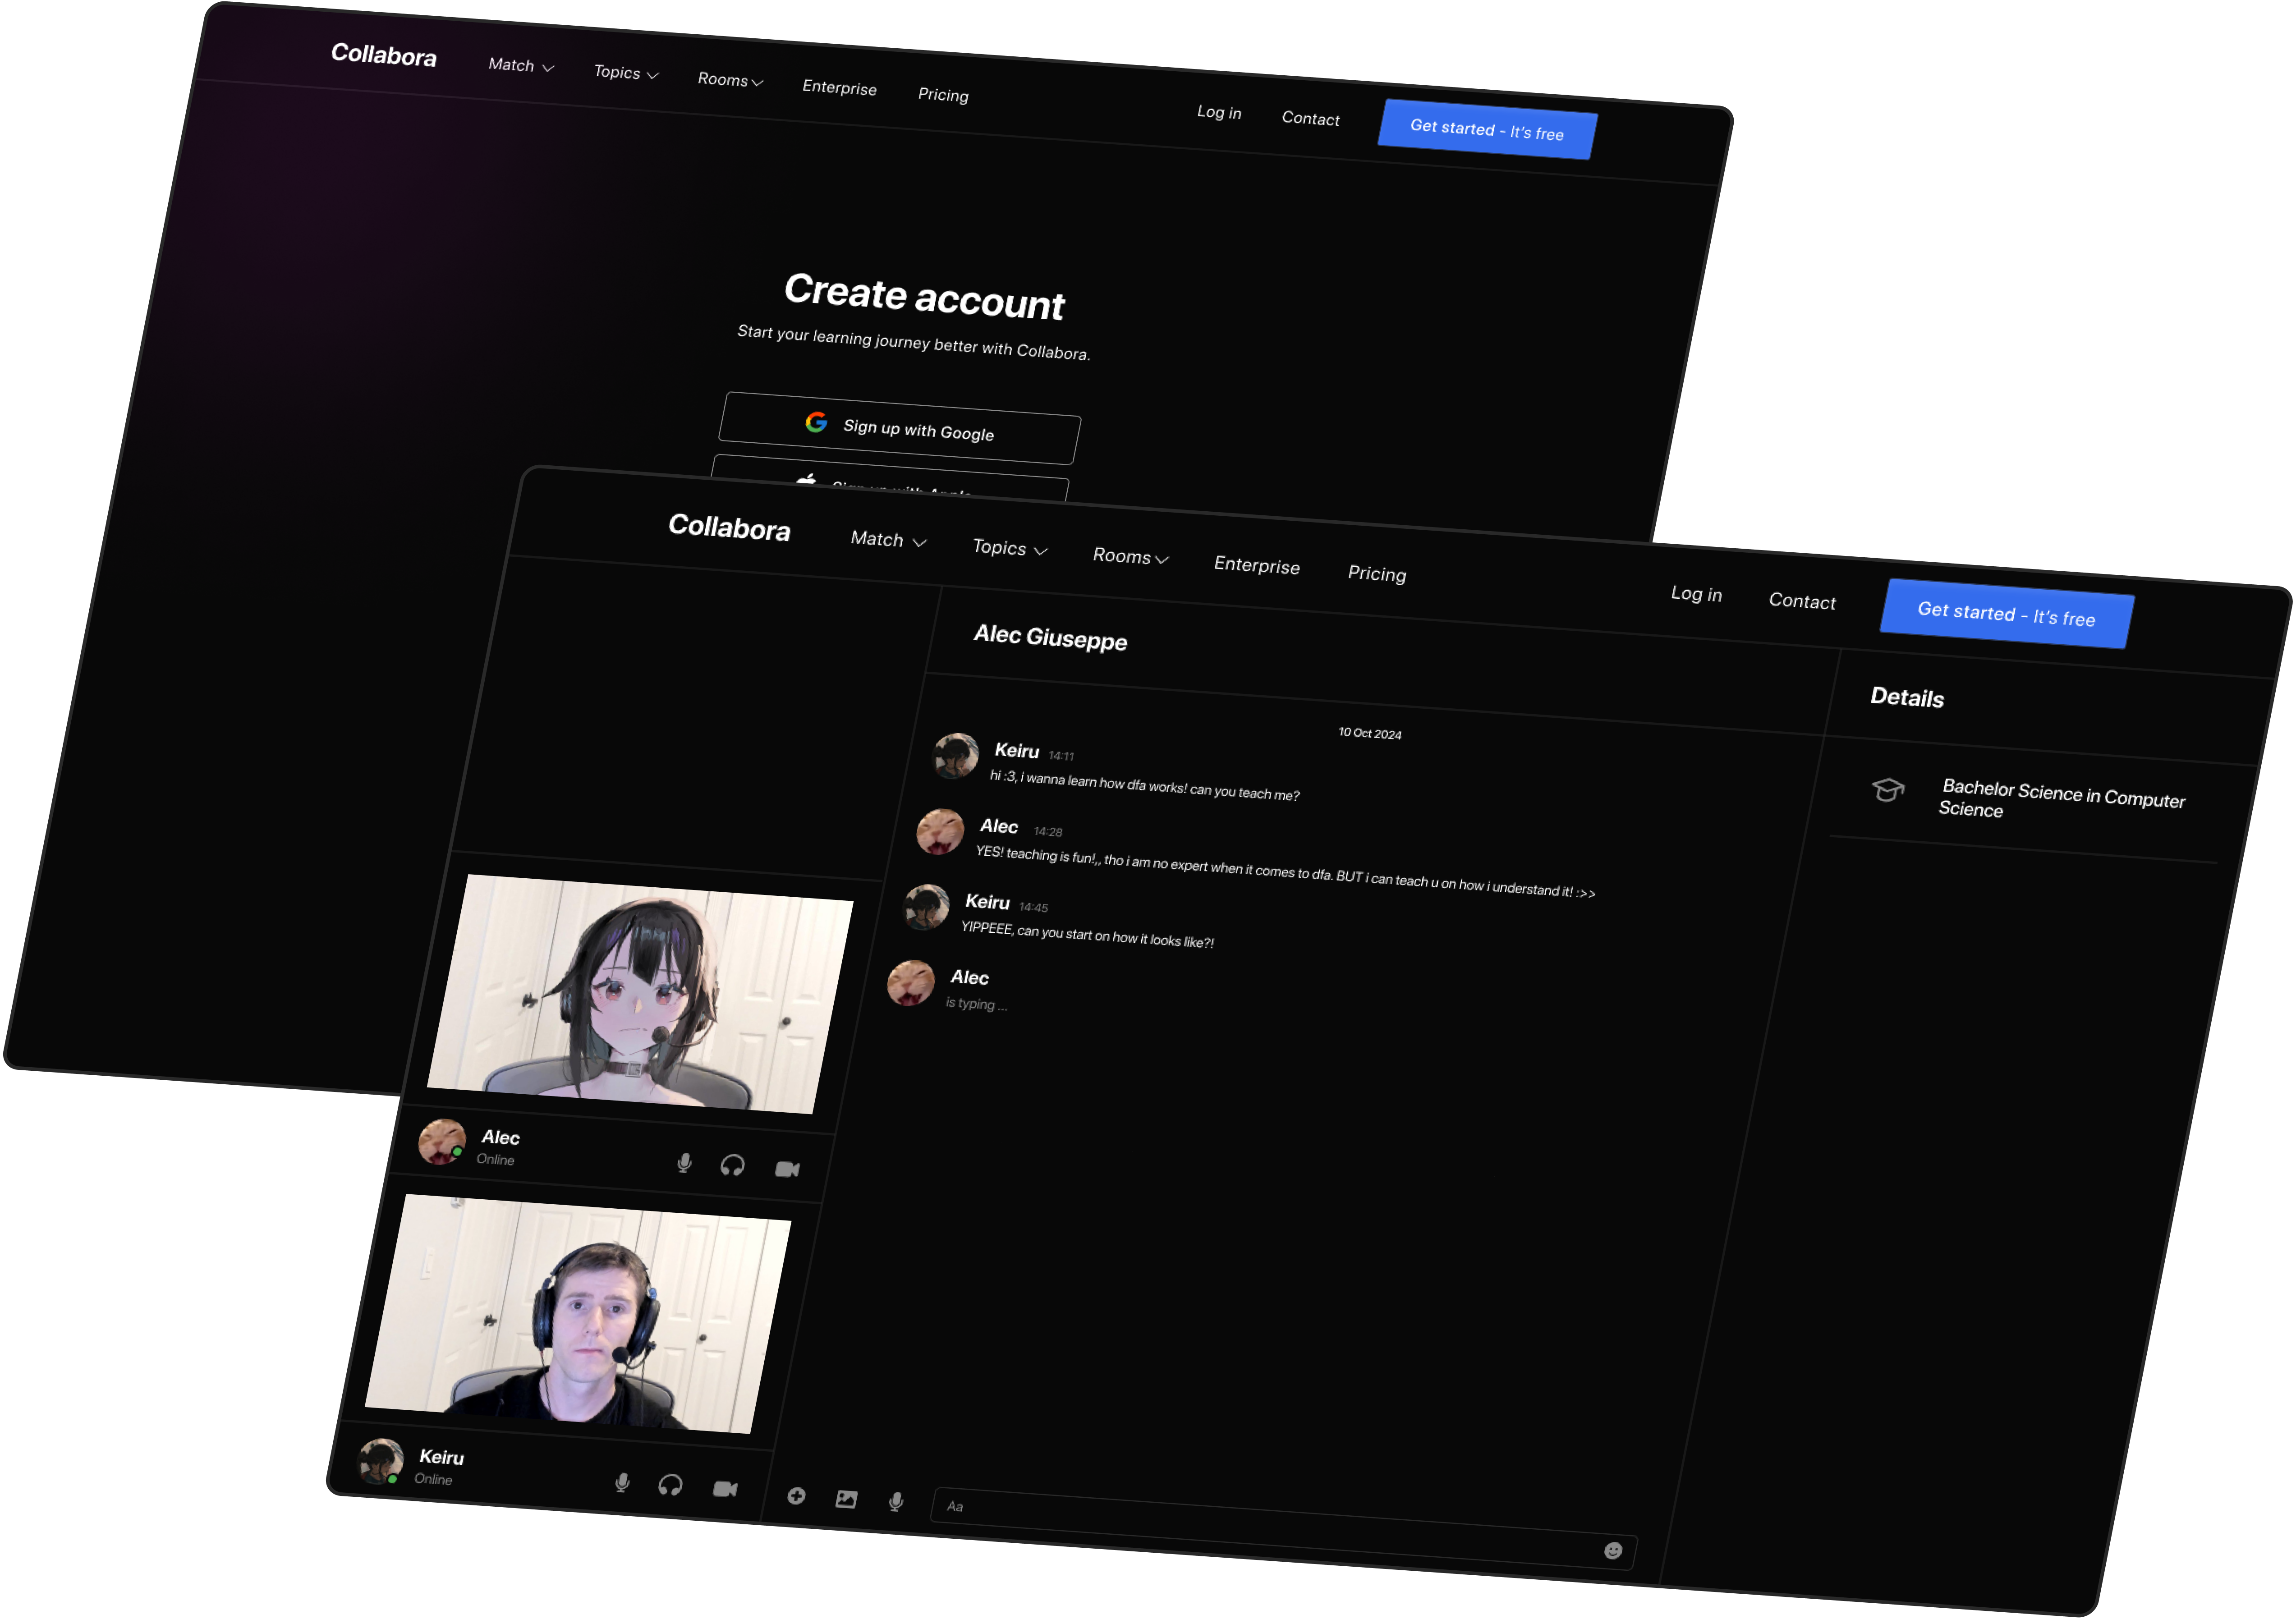 Collabora
Match
Topics
Rooms
Enterprise
Pricing
Log in
Contact
Get started - It's free
Create account
Start your learning journey better with Collabora.
Sign up with Google
Sign up with Apple
Collabora
Match
Topics
Rooms
Enterprise
Pricing
Log in
Contact
Get started - It's free
Alec Giuseppe
Details
10 Oct 2024
Keiru 14:11
hi :3, i wanna learn how dfa works! can you teach me?
Alec 14:28
YES! teaching is fun!,, tho i am no expert when it comes to dfa. BUT i can teach u on how i understand it! :>>
Keiru 14:45
YIPPEEE, can you start on how it looks like?!
Alec
is typing ...
Bachelor Science in Computer
Science
Alec
Online
Keiru
Online
Aa